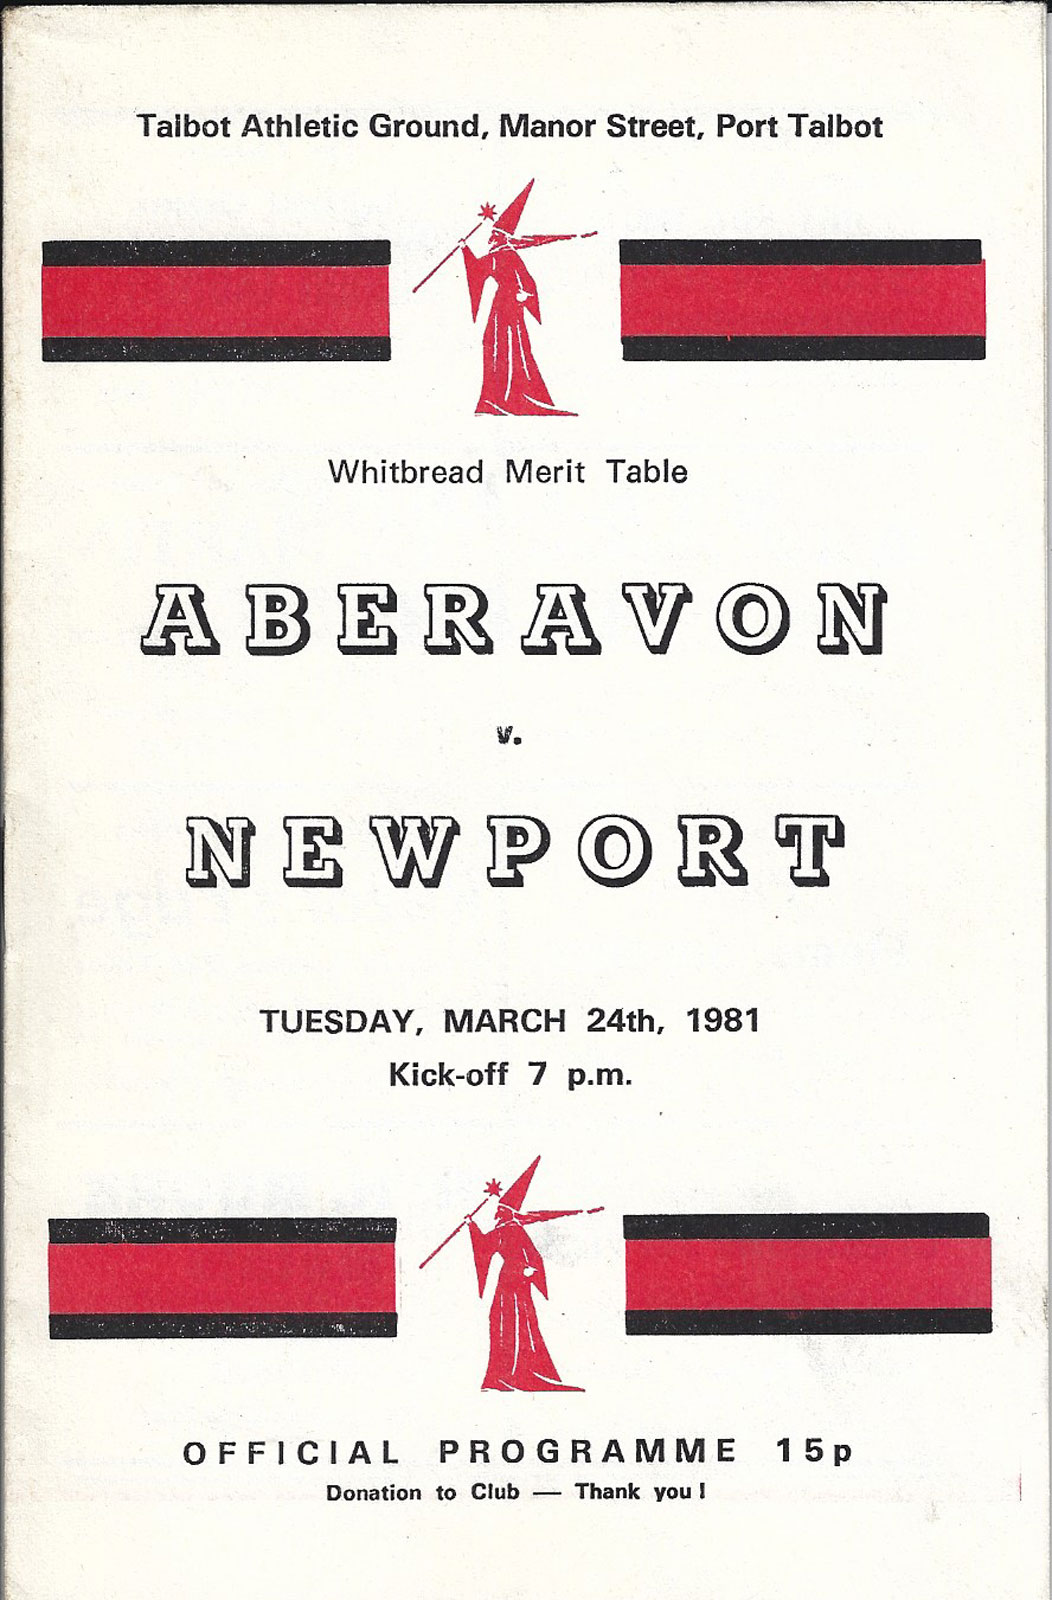 Talbot Athletic Ground, Manor Street, Port Talbot
Whitbread Merit Table
ABERAVON
v.
NEWPORT
TUESDAY, MARCH 24th, 1981
Kick-off 7 p.m.
OFFICIAL PROGRAMME 15p
Donation to Club — Thank you!